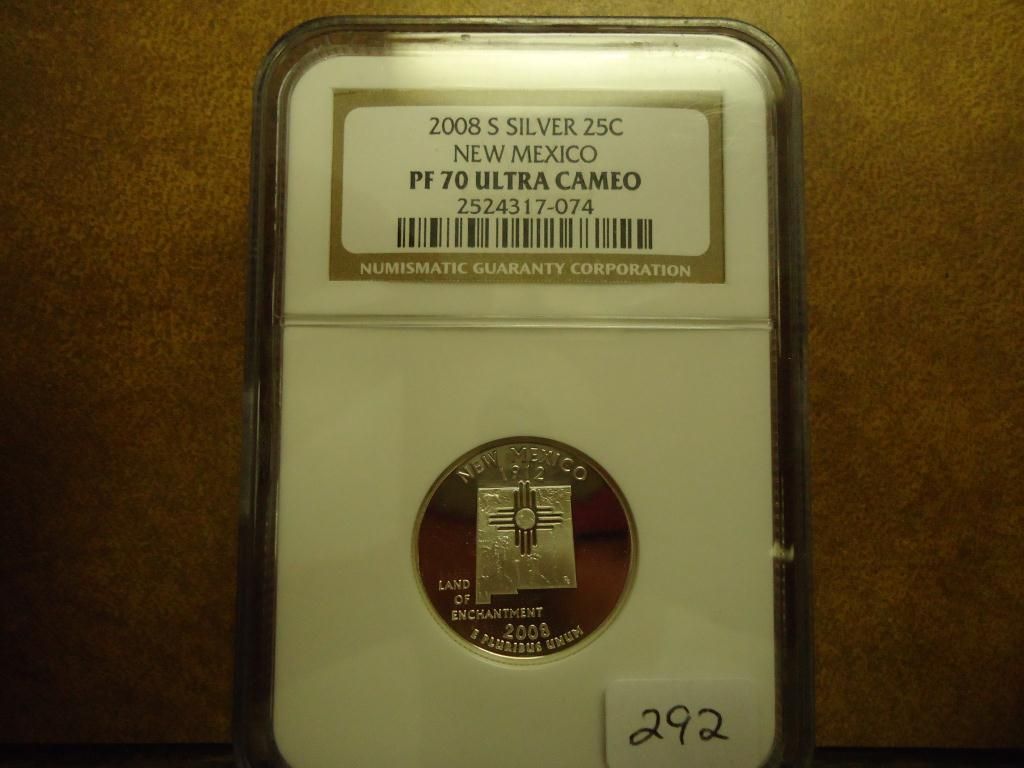 2008 S SILVER 25C
NEW MEXICO
PF 70 ULTRA CAMEO
2524317-074
NUMISMATIC GUARANTY CORPORATION
NEW MEXICO
1912
LAND
OF
ENCHANTMENT
2008
E PLURIBUS UNUM
292